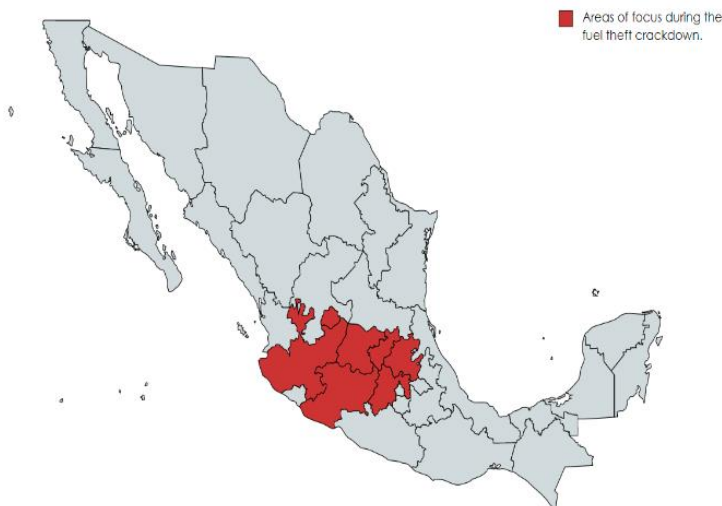 Areas of focus during the
fuel theft crackdown.